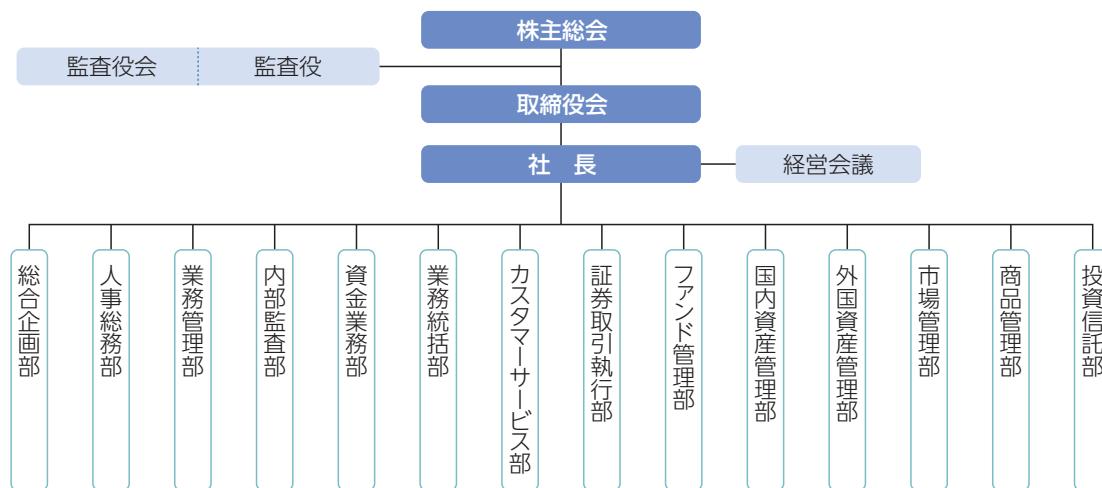 株主総会
監査役会
監査役
取締役会
社 長
経営会議
総合企画部
人事総務部
業務管理部
内部監査部
資金業務部
業務統括部
カスタマーサービス部
証券取引執行部
ファンド管理部
国内資産管理部
外国資産管理部
市場管理部
商品管理部
投資信託部